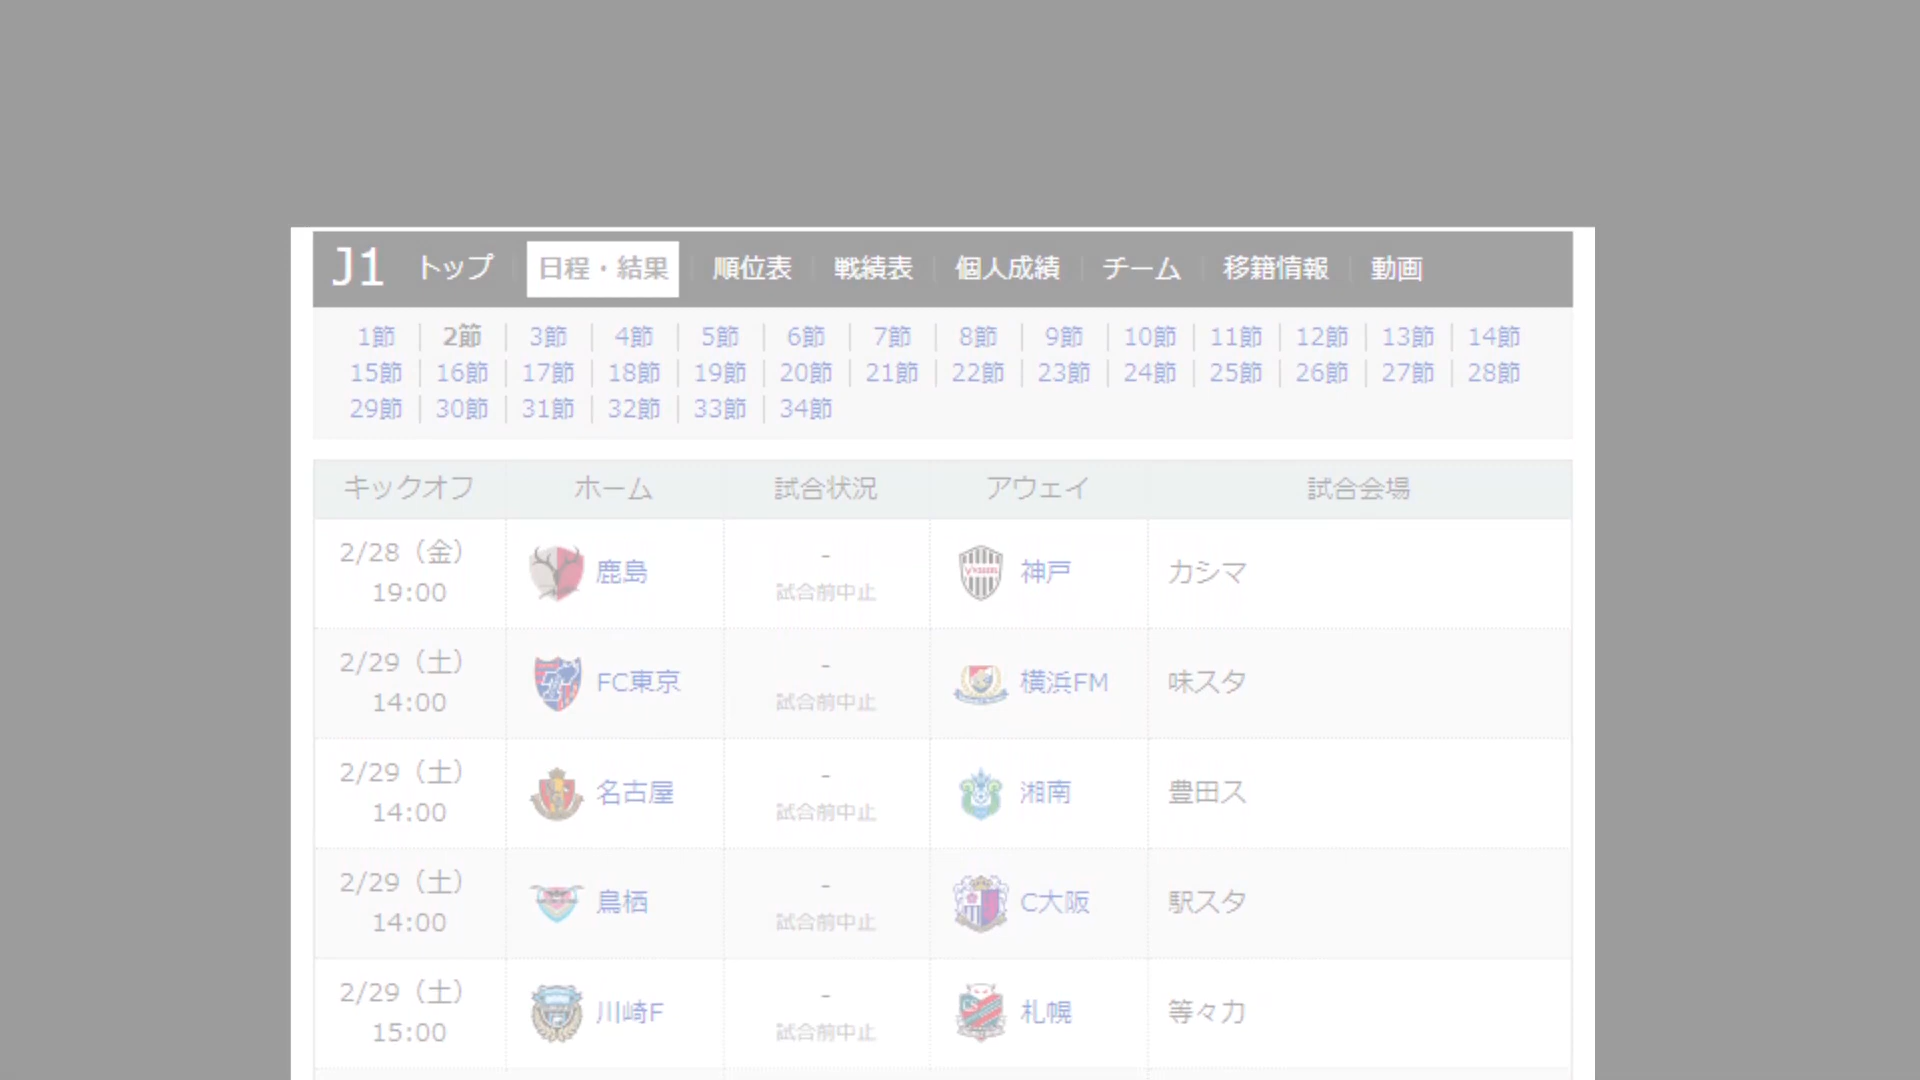 J1 トップ 日程・結果 順位表 戦績表 個人成績 チーム 移籍情報 動画
1節 2節 3節 4節 5節 6節 7節 8節 9節 10節 11節 12節 13節 14節
15節 16節 17節 18節 19節 20節 21節 22節 23節 24節 25節 26節 27節 28節
29節 30節 31節 32節 33節 34節
キックオフ ホーム 試合状況 アウェイ 試合会場
2/28（金）
19:00 鹿島 - 試合前中止 神戸 カシマ
2/29（土）
14:00 FC東京 - 試合前中止 横浜FM 味スタ
2/29（土）
14:00 名古屋 - 試合前中止 湘南 豊田ス
2/29（土）
14:00 鳥栖 - 試合前中止 C大阪 駅スタ
2/29（土）
15:00 川崎F - 試合前中止 札幌 等々力